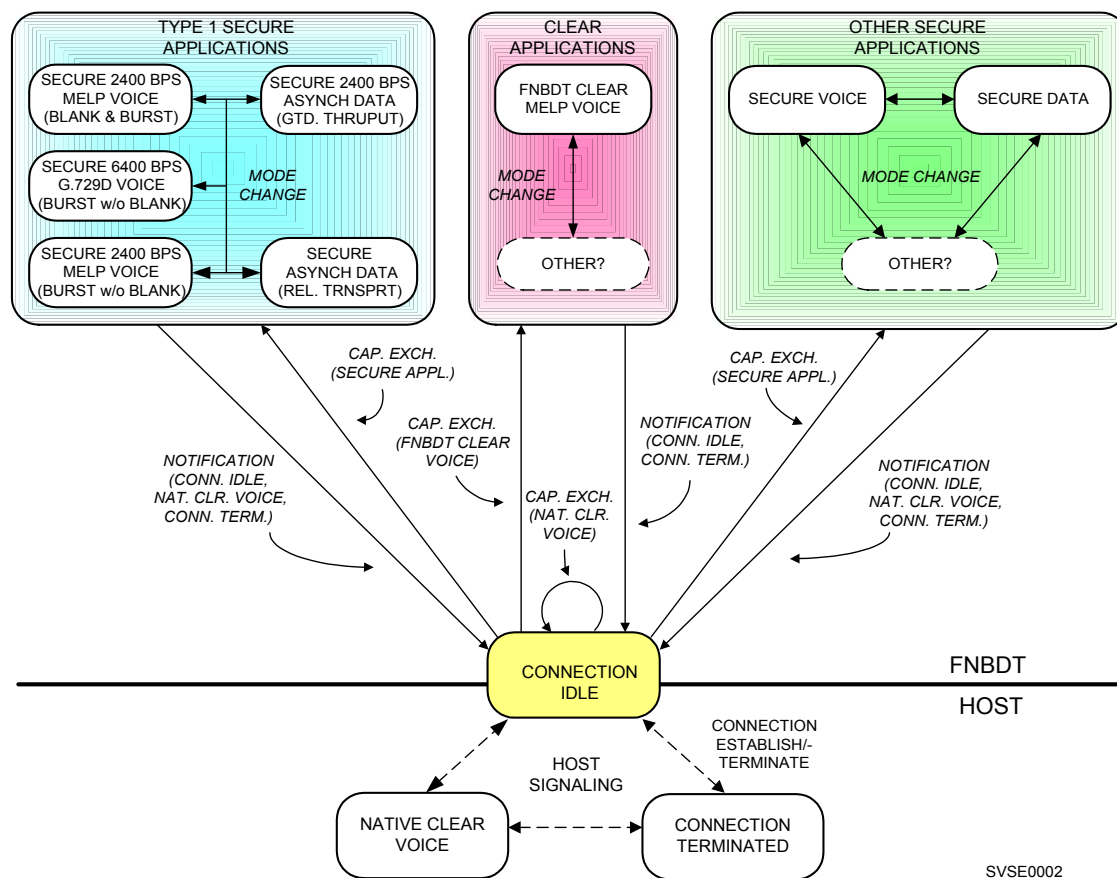 TYPE 1 SECURE
APPLICATIONS
SECURE 2400 BPS
MELP VOICE
(BLANK & BURST)
SECURE 2400 BPS
ASYNCH DATA
(GTD. THRUPUT)
SECURE 6400 BPS
G.729D VOICE
(BURST w/o BLANK)
MODE
CHANGE
SECURE 2400 BPS
MELP VOICE
(BURST w/o BLANK)
SECURE
ASYNCH DATA
(REL. TRNSPRT)
CLEAR
APPLICATIONS
FNBDT CLEAR
MELP VOICE
MODE
CHANGE
OTHER?
OTHER SECURE
APPLICATIONS
SECURE VOICE
SECURE DATA
MODE CHANGE
OTHER?
CAP. EXCH.
(SECURE APPL.)
CAP. EXCH.
(FNBDT CLEAR
VOICE)
NOTIFICATION
(CONN. IDLE,
CONN. TERM.)
CAP. EXCH.
(SECURE APPL.)
NOTIFICATION
(CONN. IDLE,
NAT. CLR. VOICE,
CONN. TERM.)
CAP. EXCH.
(NAT. CLR.
VOICE)
NOTIFICATION
(CONN. IDLE,
NAT. CLR. VOICE,
CONN. TERM.)
CONNECTION
IDLE
FNBDT
HOST
HOST
SIGNALING
CONNECTION
ESTABLISH/-
TERMINATE
NATIVE CLEAR
VOICE
CONNECTION
TERMINATED
SVSE0002